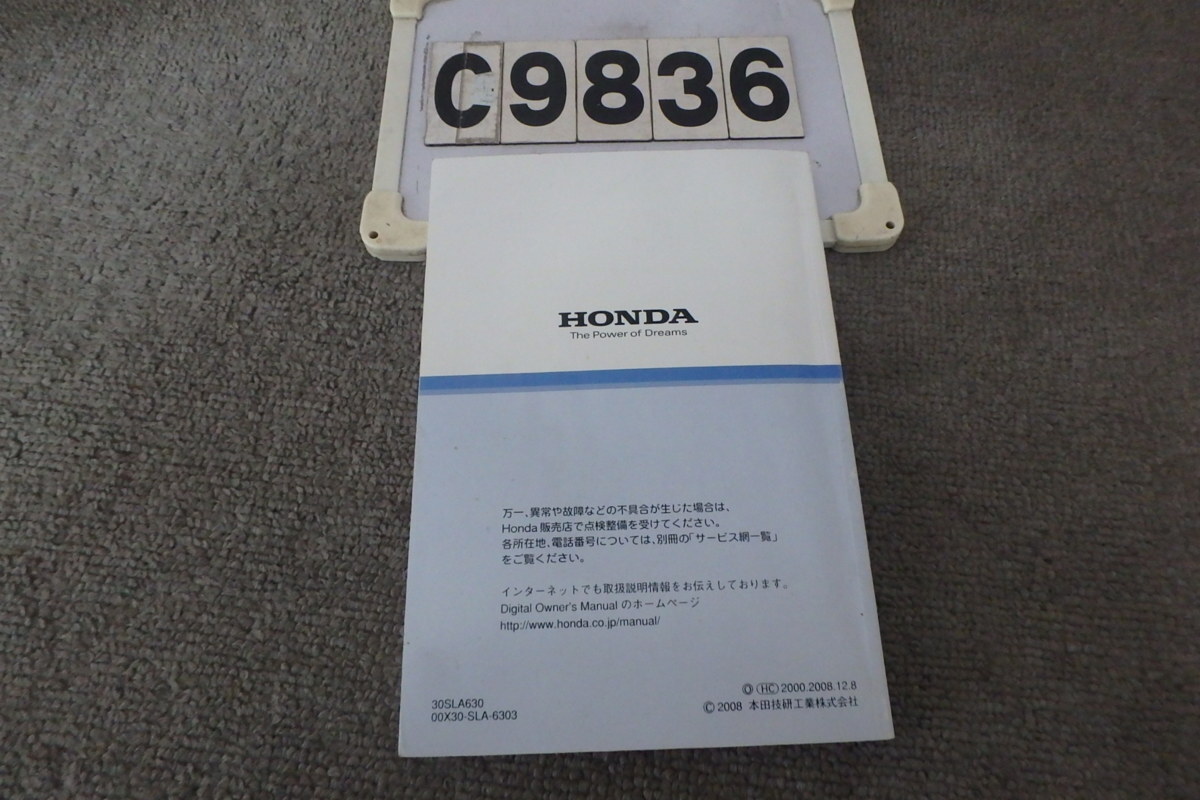 C9836
HONDA
The Power of Dreams
万一、異常や故障などの不具合が生じた場合は、
Honda 販売店で点検整備を受けてください。
各所在地、電話番号については、別冊の「サービス網一覧」
をご覧ください。
インターネットでも取扱説明情報をお伝えしております。
Digital Owner's Manual のホームページ
http://www.honda.co.jp/manual/
30SLA630
00X30-SLA-6303
◎ HC 2000.2008.12.8
© 2008 本田技研工業株式会社